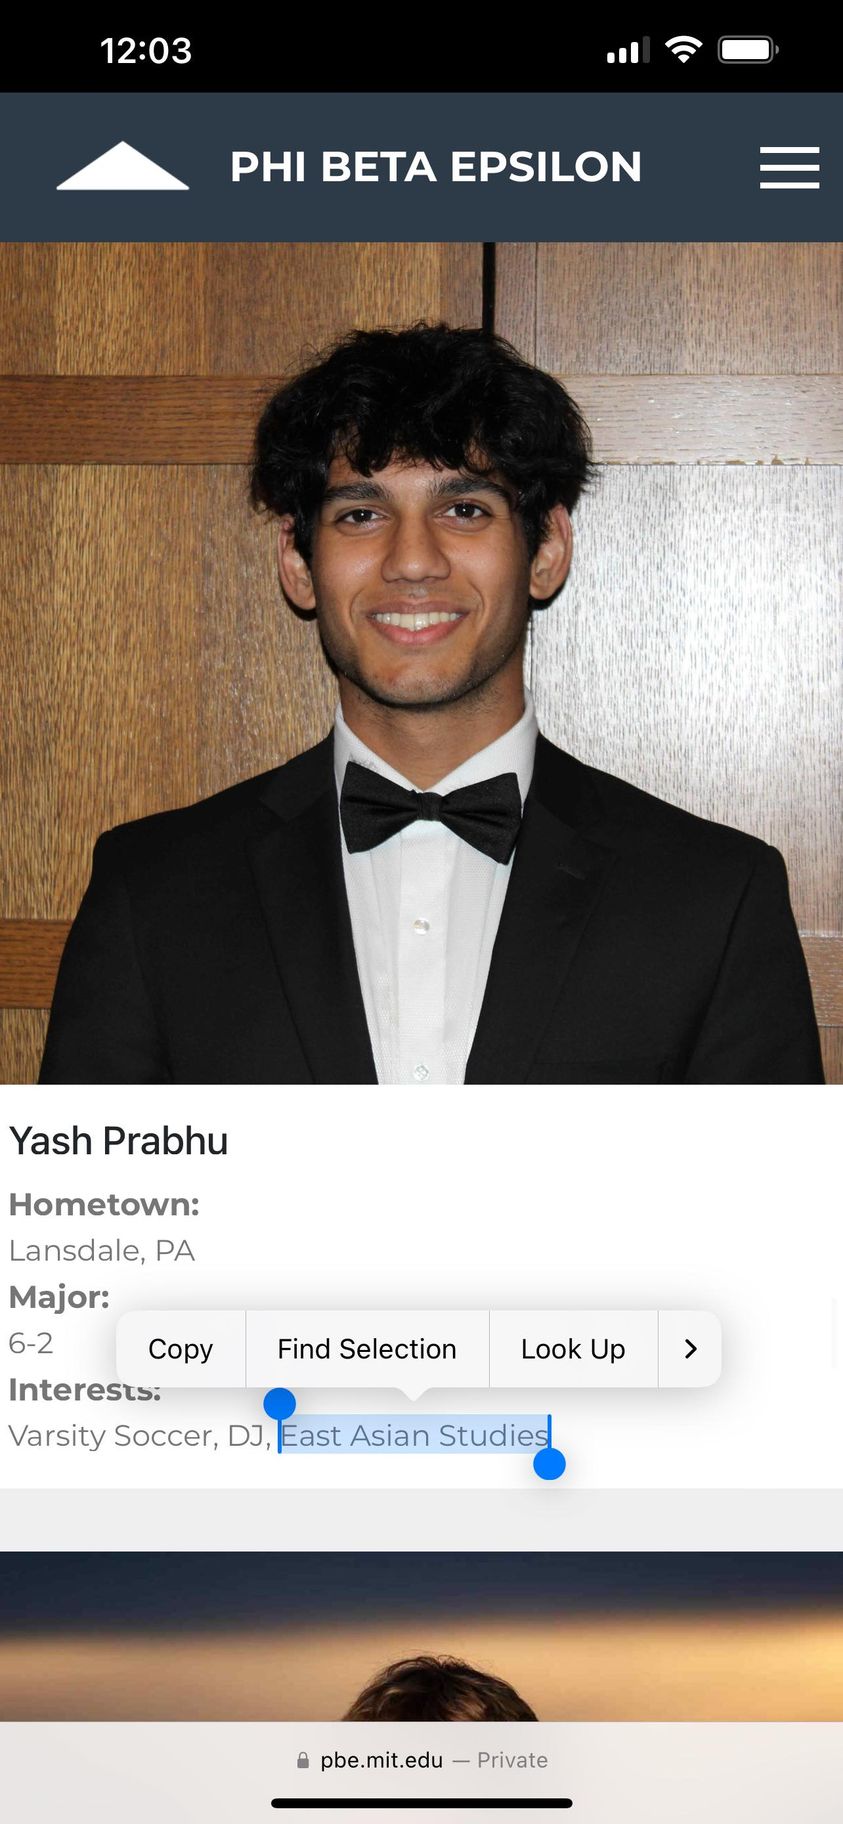 12:03
PHI BETA EPSILON
Yash Prabhu
Hometown:
Lansdale, PA
Major:
Copy Find Selection Look Up
6-2
Interests:
Varsity Soccer, DJ, East Asian Studies
pbe.mit.edu — Private